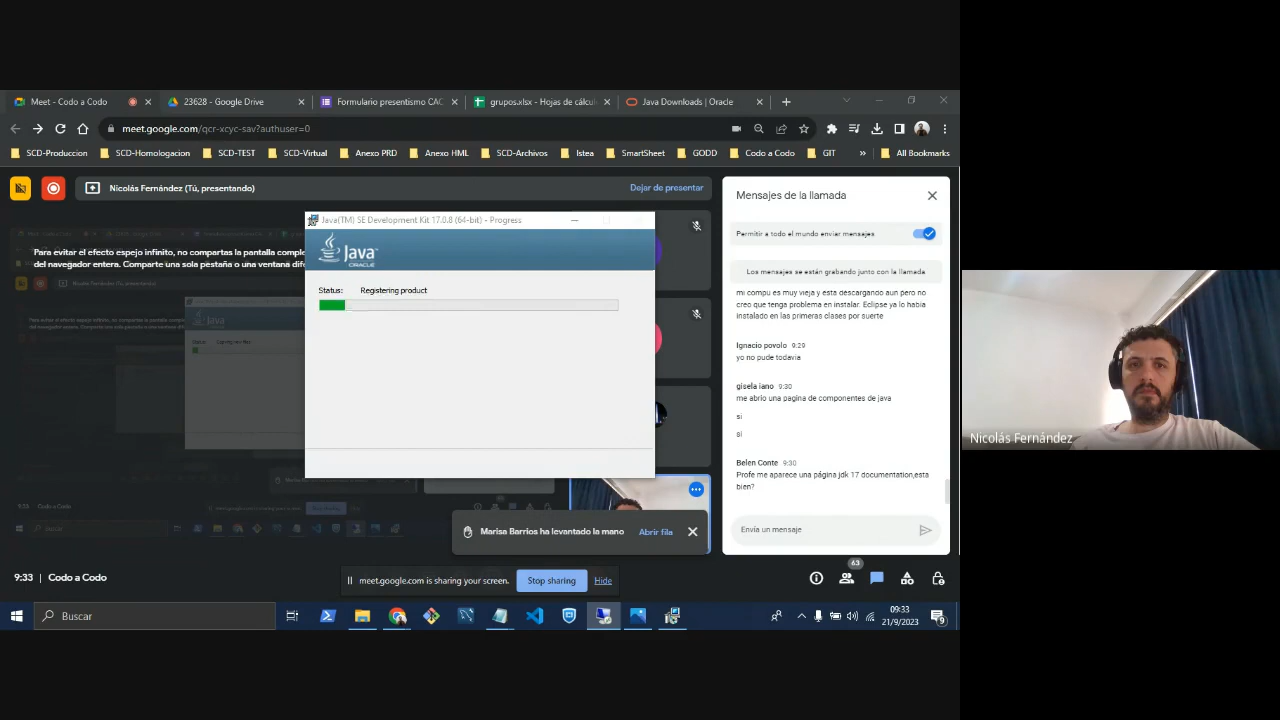 Meet - Codo a Codo
23628 - Google Drive
Formulario presentismo CAC
grupos.xlsx - Hojas de cálcul
Java Downloads | Oracle
meet.google.com/qcr-xcyc-sav?authuser=0
SCD-Produccion
SCD-Homologacion
SCD-TEST
SCD-Virtual
Anexo PRD
Anexo HML
SCD-Archivos
Istea
SmartSheet
GODD
Codo a Codo
GIT
»
All Bookmarks
Nicolás Fernández (Tú, presentando)
Dejar de presentar
Para evitar el efecto espejo infinito, no compartas la pantalla comple
del navegador entera. Comparte una sola pestaña o una ventana dife
Java(TM) SE Development Kit 17.0.8 (64-bit) - Progress
Java™
ORACLE
Status:
Registering product
Mensajes de la llamada
Permitir a todo el mundo enviar mensajes
Los mensajes se están grabando junto con la llamada
mi compu es muy vieja y esta descargando aun pero no
creo que tenga problema en instalar. Eclipse ya lo habia
instalado en las primeras clases por suerte
Ignacio povolo 9:29
yo no pude todavia
gisela iano 9:30
me abrio una pagina de componentes de java
si
si
Belen Conte 9:30
Profe me aparece una página jdk 17 documentation,esta
bien?
Envía un mensaje
Marisa Barrios ha levantado la mano
Abrir fila
9:33 | Codo a Codo
meet.google.com is sharing your screen.
Stop sharing
Hide
63
Buscar
09:33
21/9/2023
9
Nicolás Fernández